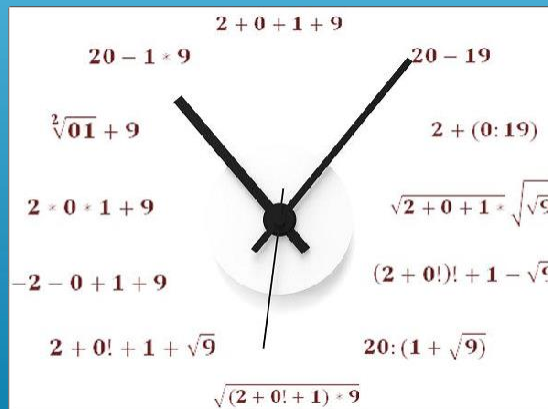 2 + 0 + 1 + 9
20 − 1 * 9
20 − 19
²√01 + 9
2 + (0: 19)
2 * 0 * 1 + 9
√2 + 0 + 1 * √√9
−2 − 0 + 1 + 9
(2 + 0!)! + 1 − √9
2 + 0! + 1 + √9
20: (1 + √9)
√(2 + 0! + 1) * 9